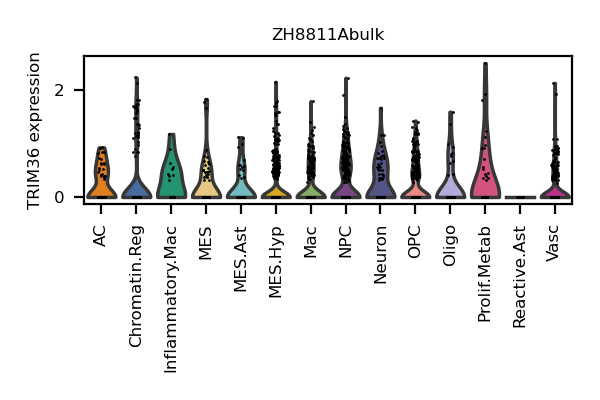 ZH8811Abulk
TRIM36 expression
2
0
AC
Chromatin.Reg
Inflammatory.Mac
MES
MES.Ast
MES.Hyp
Mac
NPC
Neuron
OPC
Oligo
Prolif.Metab
Reactive.Ast
Vasc